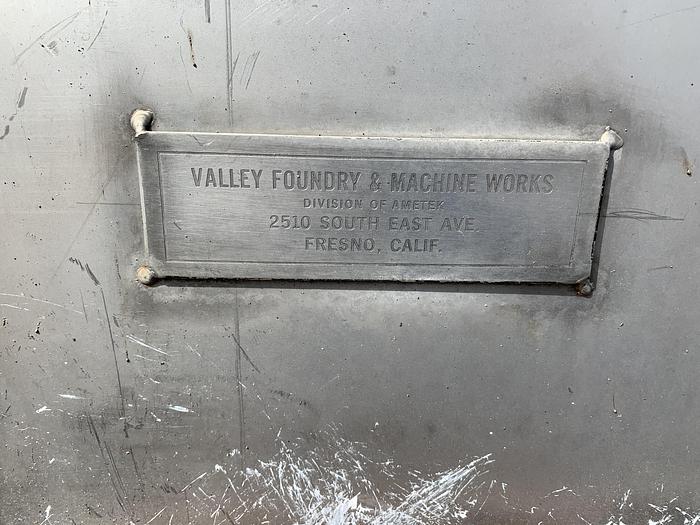 VALLEY FOUNDRY & MACHINE WORKS
DIVISION OF AMETEK
2510 SOUTH EAST AVE.
FRESNO, CALIF.